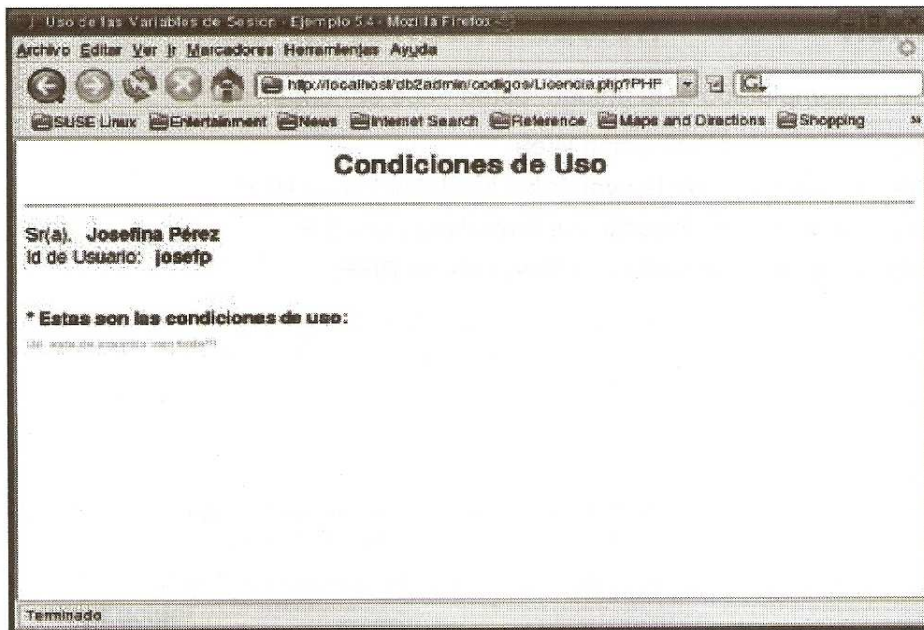 Uso de las Variables de Sesion - Ejemplo 5.4 - Mozilla Firefox
Archivo Editar Ver Ir Marcadores Herramientas Ayuda
http://localhost/db2admin/codigos/Licencia.php?PHP
SUSE Linux Entertainment News Internet Search Reference Maps and Directions Shopping
Condiciones de Uso
Sr(a). Josefina Pérez
Id de Usuario: josefp
* Estas son las condiciones de uso:
Terminado